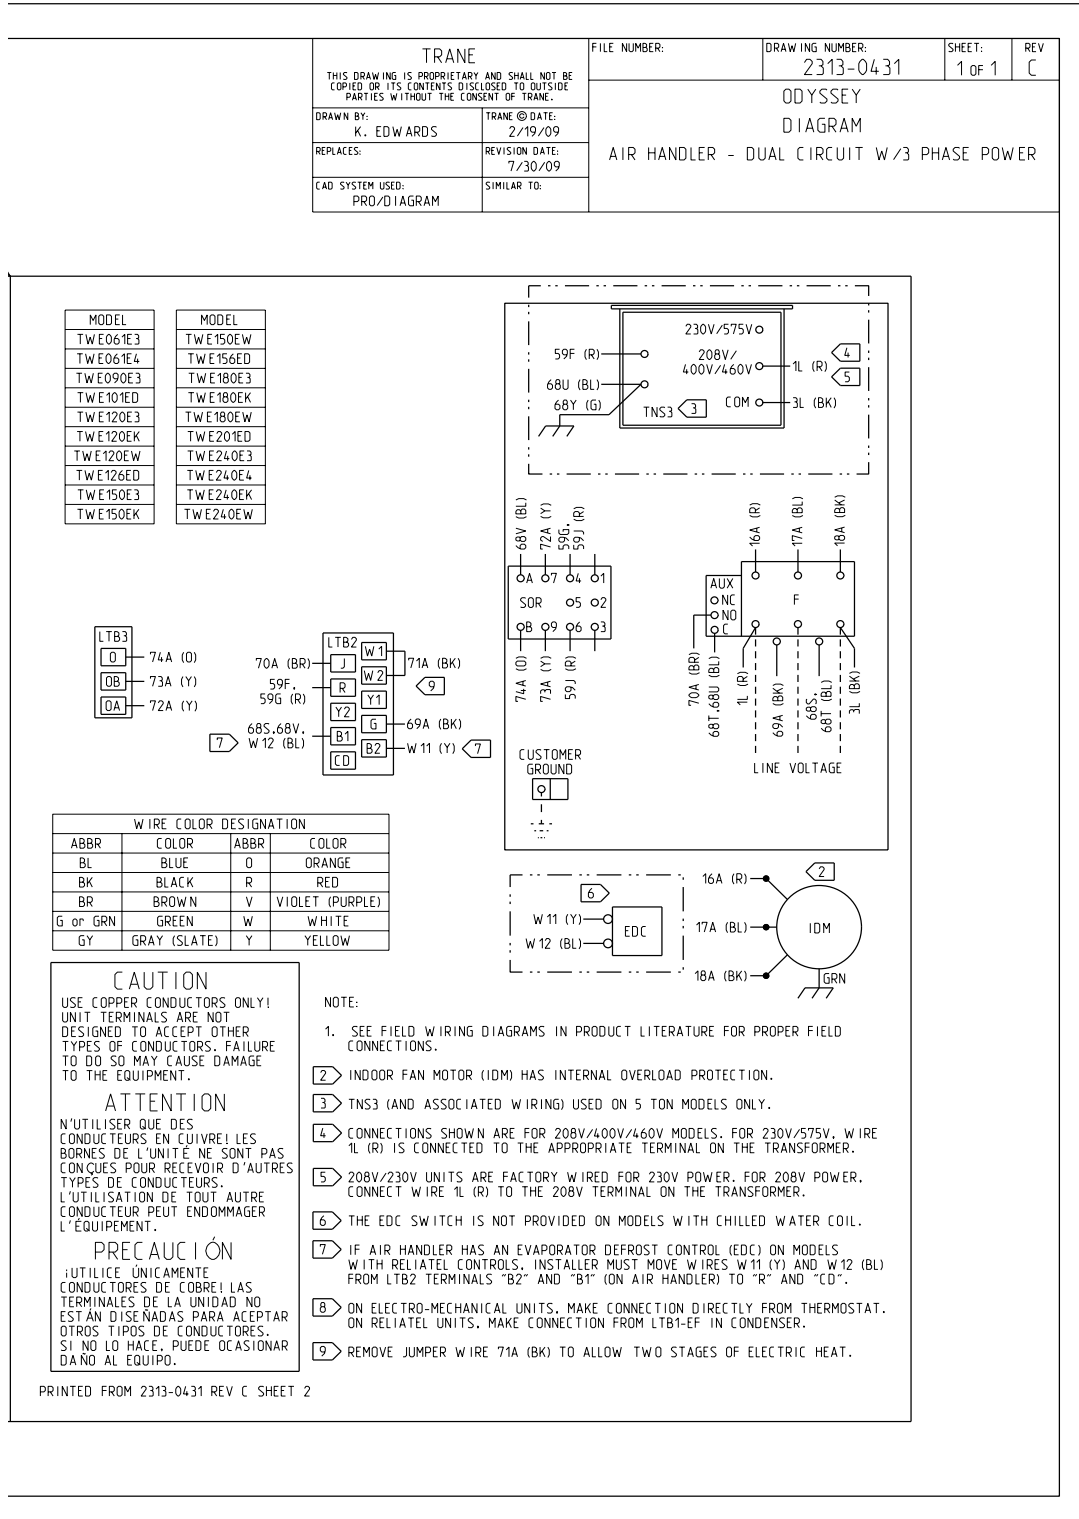 TRANE
THIS DRAWING IS PROPRIETARY AND SHALL NOT BE
COPIED OR ITS CONTENTS DISCLOSED TO OUTSIDE
PARTIES WITHOUT THE CONSENT OF TRANE.
DRAWN BY:
K. EDWARDS
TRANE © DATE:
2/19/09
REPLACES:
REVISION DATE:
7/30/09
CAD SYSTEM USED:
PRO/DIAGRAM
SIMILAR TO:
FILE NUMBER:
DRAWING NUMBER:
2313-0431
SHEET:
1 OF 1
REV
C
ODYSSEY
DIAGRAM
AIR HANDLER - DUAL CIRCUIT W/3 PHASE POWER
MODEL
TWE061E3
TWE061E4
TWE090E3
TWE101ED
TWE120E3
TWE120EK
TWE120EW
TWE126ED
TWE150E3
TWE150EK
MODEL
TWE150EW
TWE156ED
TWE180E3
TWE180EK
TWE180EW
TWE201ED
TWE240E3
TWE240E4
TWE240EK
TWE240EW
59F (R)
68U (BL)
68Y (G)
230V/575V
208V/
400V/460V
COM
TNS3
3
1L (R)
3L (BK)
4
5
68V (BL)
72A (Y)
59G,
59J (R)
A 7 4 1
SOR 5 2
B 9 6 3
74A (O)
73A (Y)
59J (R)
16A (R)
17A (BL)
18A (BK)
AUX
NC
NO
C
F
70A (BR)
68T,68U (BL)
1L (R)
69A (BK)
68S,
68T (BL)
3L (BK)
LINE VOLTAGE
CUSTOMER
GROUND
LTB3
O
74A (O)
OB
73A (Y)
OA
72A (Y)
LTB2
W1
70A (BR)
J
71A (BK)
W2
9
59F,
59G (R)
R
Y1
Y2
G
69A (BK)
7
68S,68V,
W12 (BL)
B1
B2
W11 (Y)
7
CD
WIRE COLOR DESIGNATION
ABBR COLOR ABBR COLOR
BL BLUE O ORANGE
BK BLACK R RED
BR BROWN V VIOLET (PURPLE)
G or GRN GREEN W WHITE
GY GRAY (SLATE) Y YELLOW
6
W11 (Y)
W12 (BL)
EDC
16A (R)
2
17A (BL)
IDM
18A (BK)
GRN
CAUTION
USE COPPER CONDUCTORS ONLY!
UNIT TERMINALS ARE NOT
DESIGNED TO ACCEPT OTHER
TYPES OF CONDUCTORS. FAILURE
TO DO SO MAY CAUSE DAMAGE
TO THE EQUIPMENT.
ATTENTION
N'UTILISER QUE DES
CONDUCTEURS EN CUIVRE! LES
BORNES DE L'UNITÉ NE SONT PAS
CONÇUES POUR RECEVOIR D'AUTRES
TYPES DE CONDUCTEURS.
L'UTILISATION DE TOUT AUTRE
CONDUCTEUR PEUT ENDOMMAGER
L'ÉQUIPEMENT.
PRECAUCIÓN
¡UTILICE ÚNICAMENTE
CONDUCTORES DE COBRE! LAS
TERMINALES DE LA UNIDAD NO
ESTÁN DISEÑADAS PARA ACEPTAR
OTROS TIPOS DE CONDUCTORES.
SI NO LO HACE, PUEDE OCASIONAR
DAÑO AL EQUIPO.
NOTE:
1. SEE FIELD WIRING DIAGRAMS IN PRODUCT LITERATURE FOR PROPER FIELD
CONNECTIONS.
2 INDOOR FAN MOTOR (IDM) HAS INTERNAL OVERLOAD PROTECTION.
3 TNS3 (AND ASSOCIATED WIRING) USED ON 5 TON MODELS ONLY.
4 CONNECTIONS SHOWN ARE FOR 208V/400V/460V MODELS. FOR 230V/575V, WIRE
1L (R) IS CONNECTED TO THE APPROPRIATE TERMINAL ON THE TRANSFORMER.
5 208V/230V UNITS ARE FACTORY WIRED FOR 230V POWER. FOR 208V POWER,
CONNECT WIRE 1L (R) TO THE 208V TERMINAL ON THE TRANSFORMER.
6 THE EDC SWITCH IS NOT PROVIDED ON MODELS WITH CHILLED WATER COIL.
7 IF AIR HANDLER HAS AN EVAPORATOR DEFROST CONTROL (EDC) ON MODELS
WITH RELIATEL CONTROLS, INSTALLER MUST MOVE WIRES W11 (Y) AND W12 (BL)
FROM LTB2 TERMINALS "B2" AND "B1" (ON AIR HANDLER) TO "R" AND "CD".
8 ON ELECTRO-MECHANICAL UNITS, MAKE CONNECTION DIRECTLY FROM THERMOSTAT.
ON RELIATEL UNITS, MAKE CONNECTION FROM LTB1-EF IN CONDENSER.
9 REMOVE JUMPER WIRE 71A (BK) TO ALLOW TWO STAGES OF ELECTRIC HEAT.
PRINTED FROM 2313-0431 REV C SHEET 2